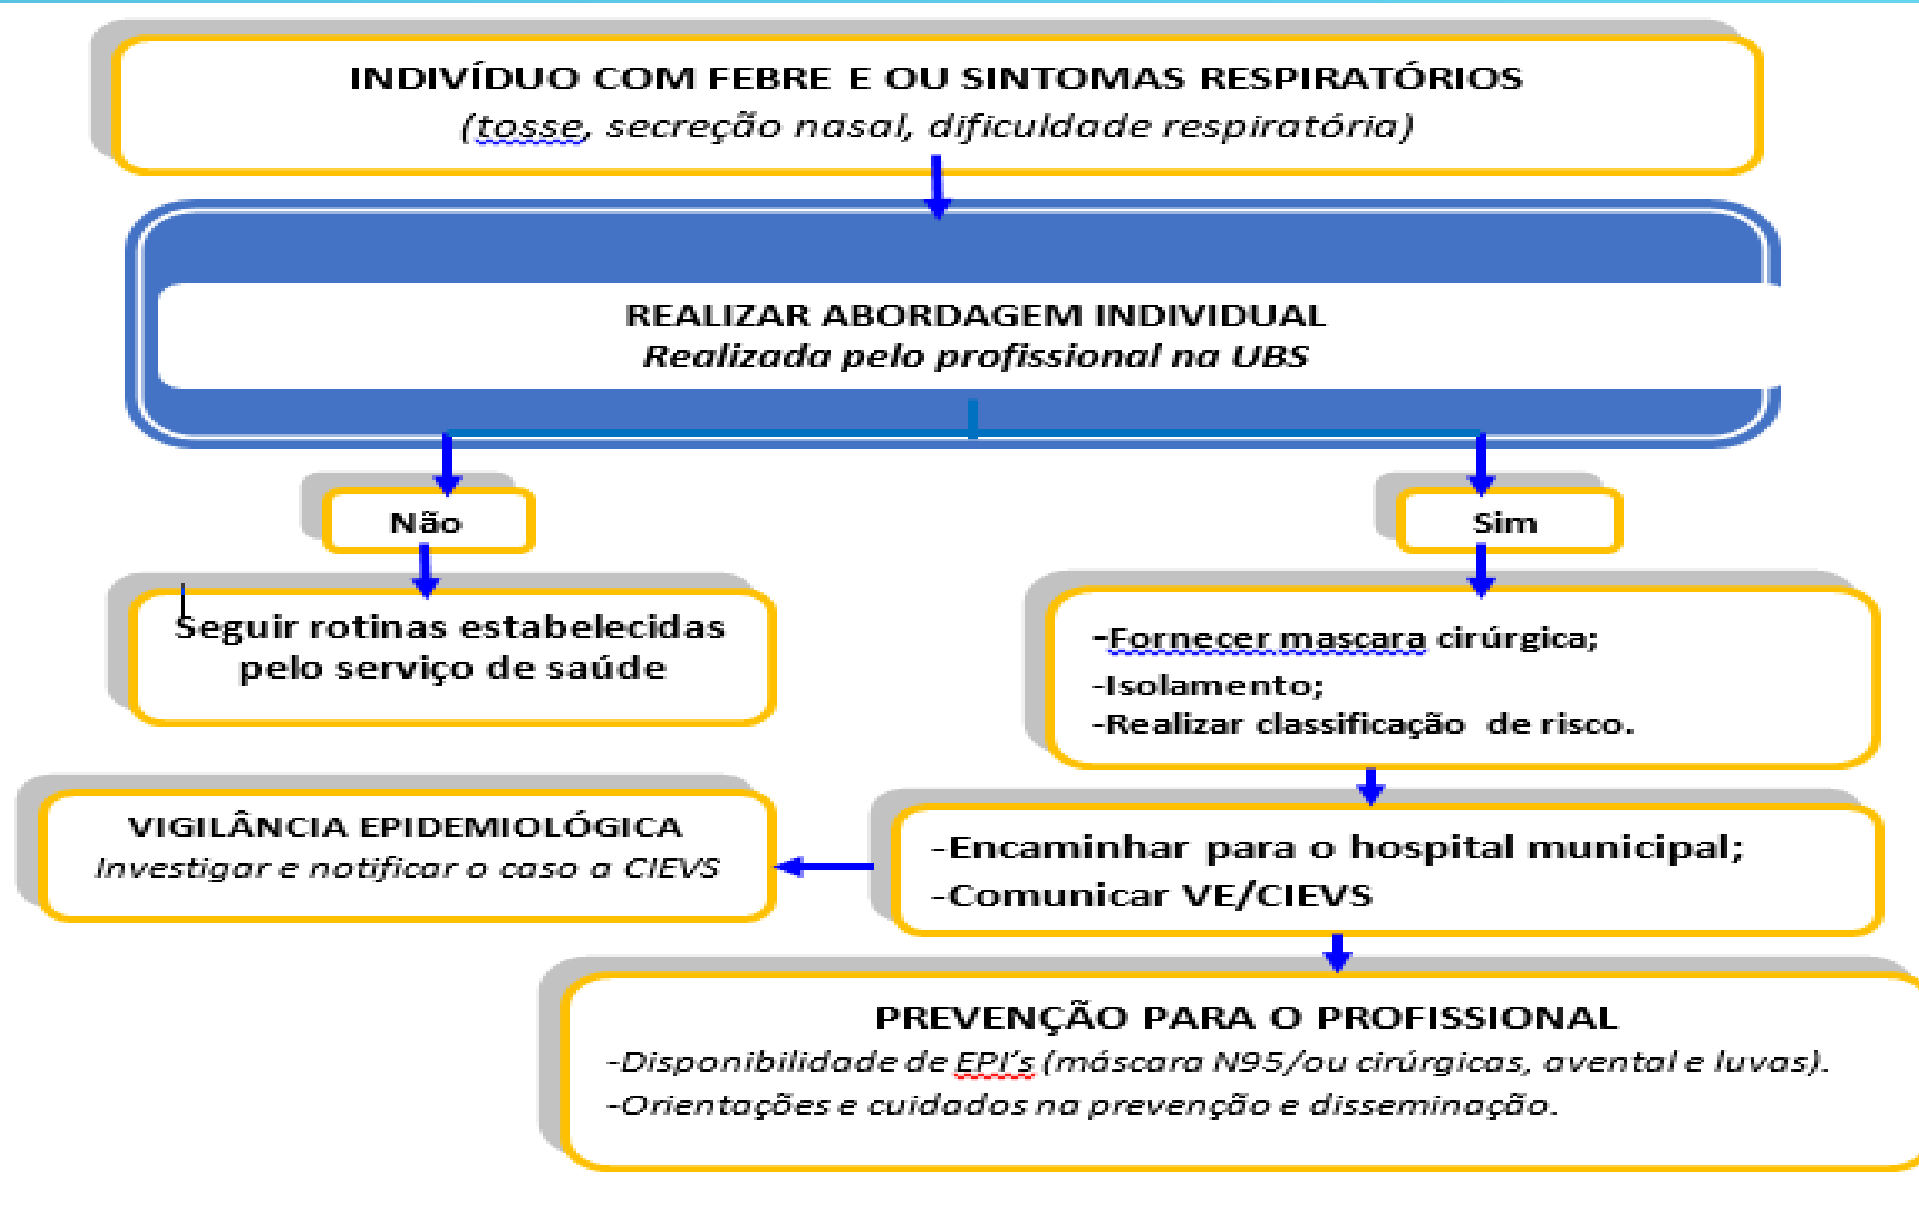 INDIVÍDUO COM FEBRE E OU SINTOMAS RESPIRATÓRIOS
(tosse, secreção nasal, dificuldade respiratória)
REALIZAR ABORDAGEM INDIVIDUAL
Realizada pelo profissional na UBS
Não
Sim
Seguir rotinas estabelecidas
pelo serviço de saúde
-Fornecer mascara cirúrgica;
-Isolamento;
-Realizar classificação de risco.
-Encaminhar para o hospital municipal;
-Comunicar VE/CIEVS
VIGILÂNCIA EPIDEMIOLÓGICA
Investigar e notificar o caso a CIEVS
PREVENÇÃO PARA O PROFISSIONAL
-Disponibilidade de EPI's (máscara N95/ou cirúrgicas, avental e luvas).
-Orientações e cuidados na prevenção e disseminação.